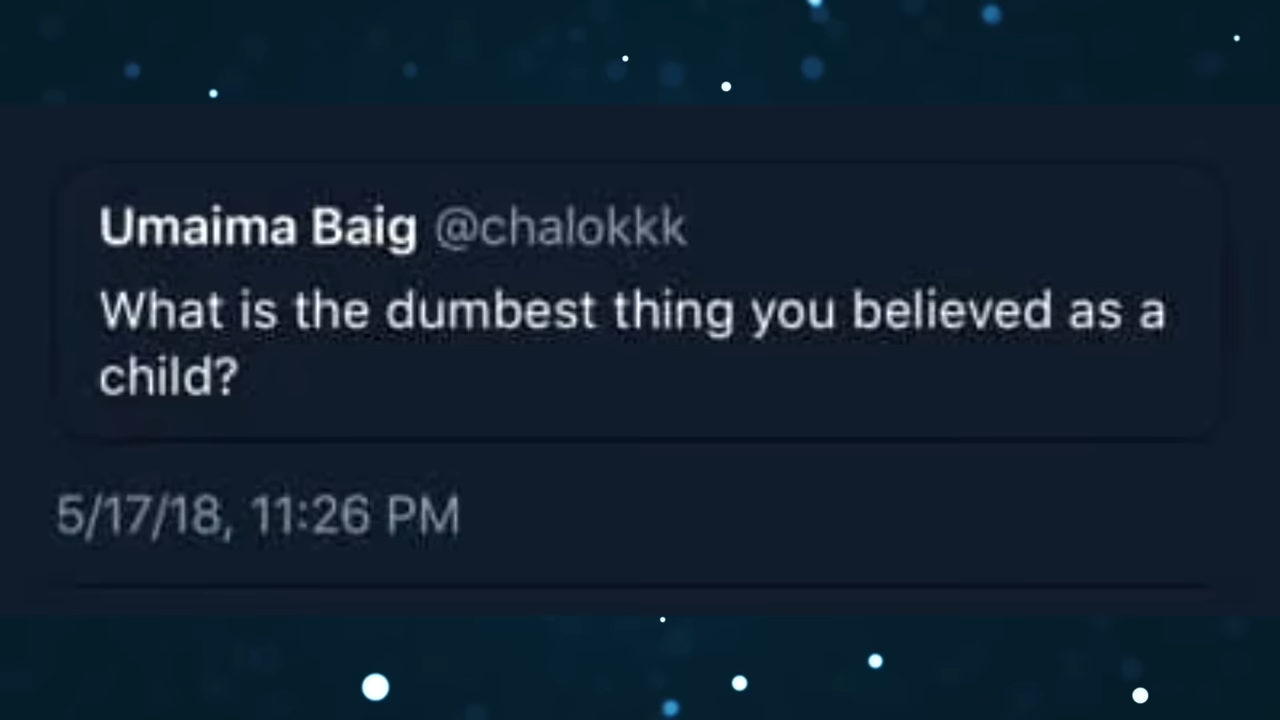 Umaima Baig @chalokkk
What is the dumbest thing you believed as a
child?
5/17/18, 11:26 PM